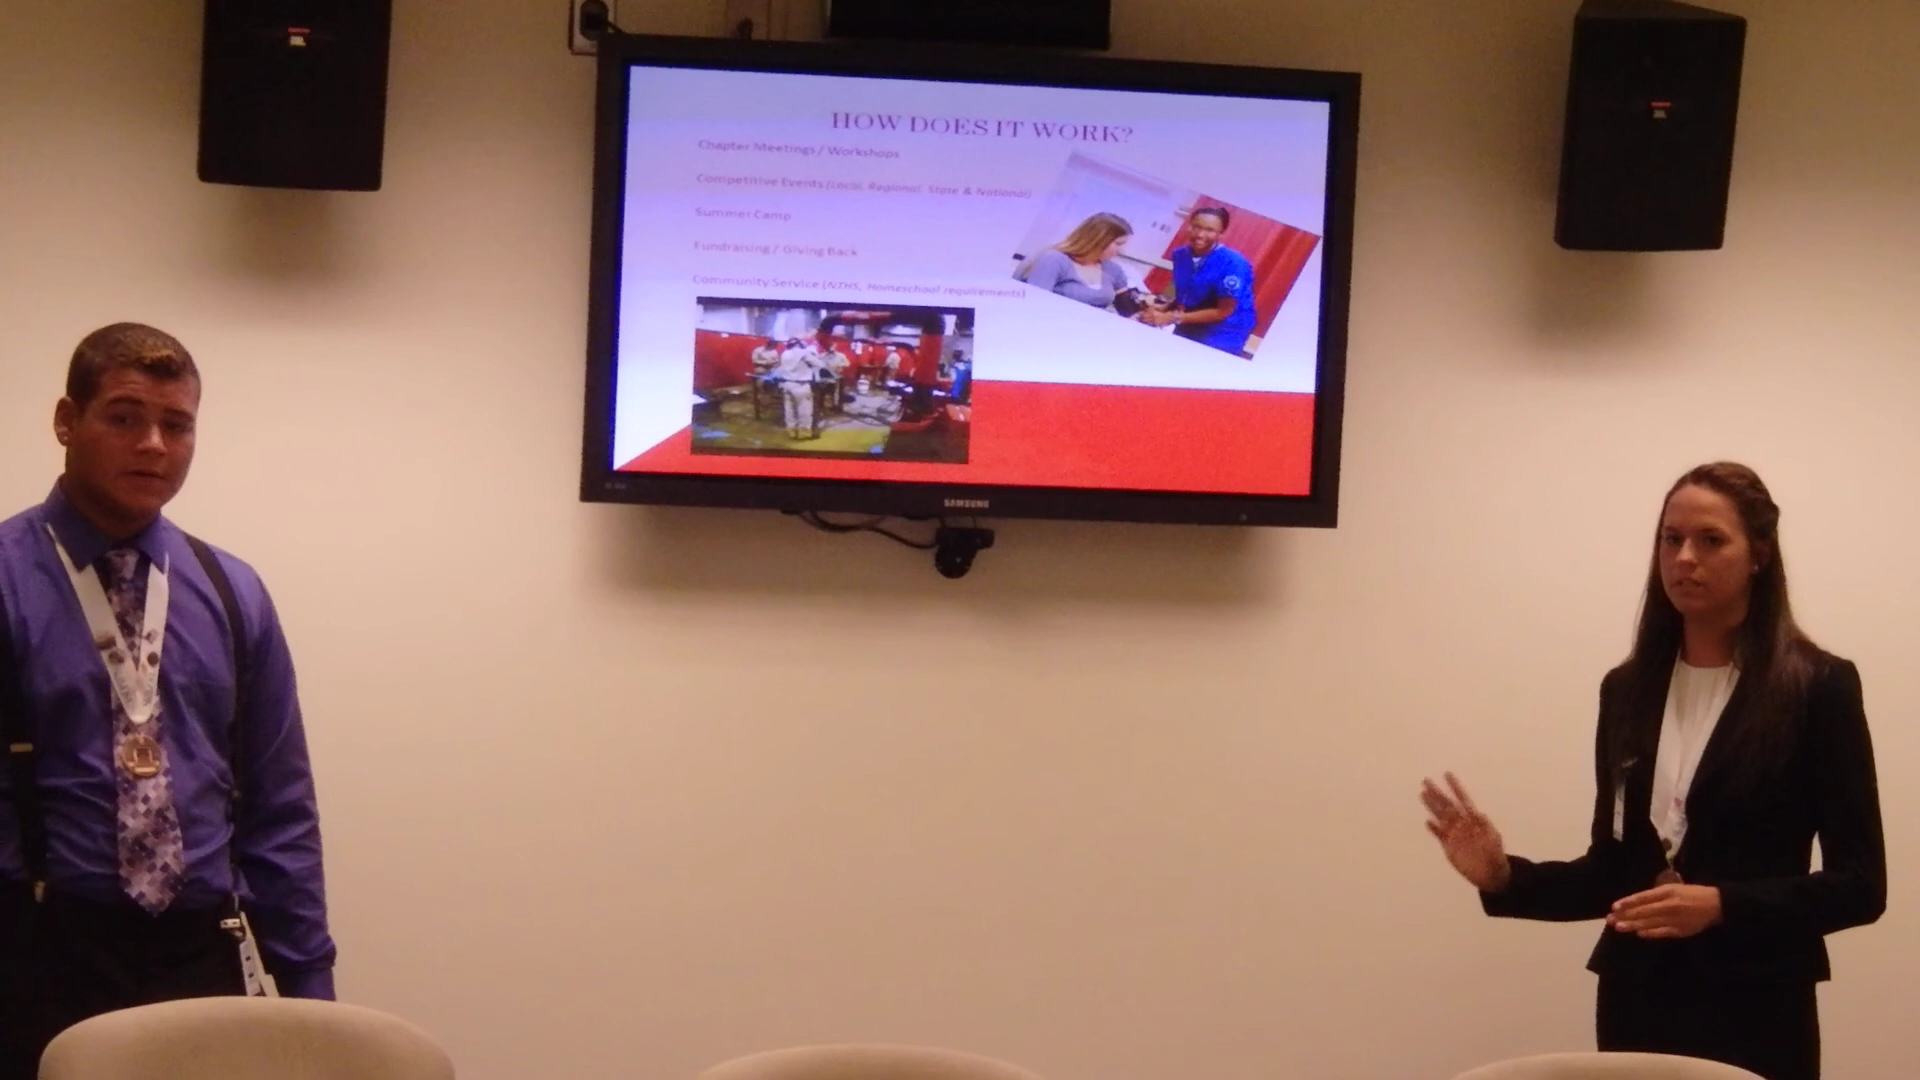 HOW DOES IT WORK?
Chapter Meetings / Workshops
Competitive Events (Local, Regional, State & National)
Summer Camp
Fundraising / Giving Back
Community Service (NTHS, Homeschool requirements)
SAMSUNG